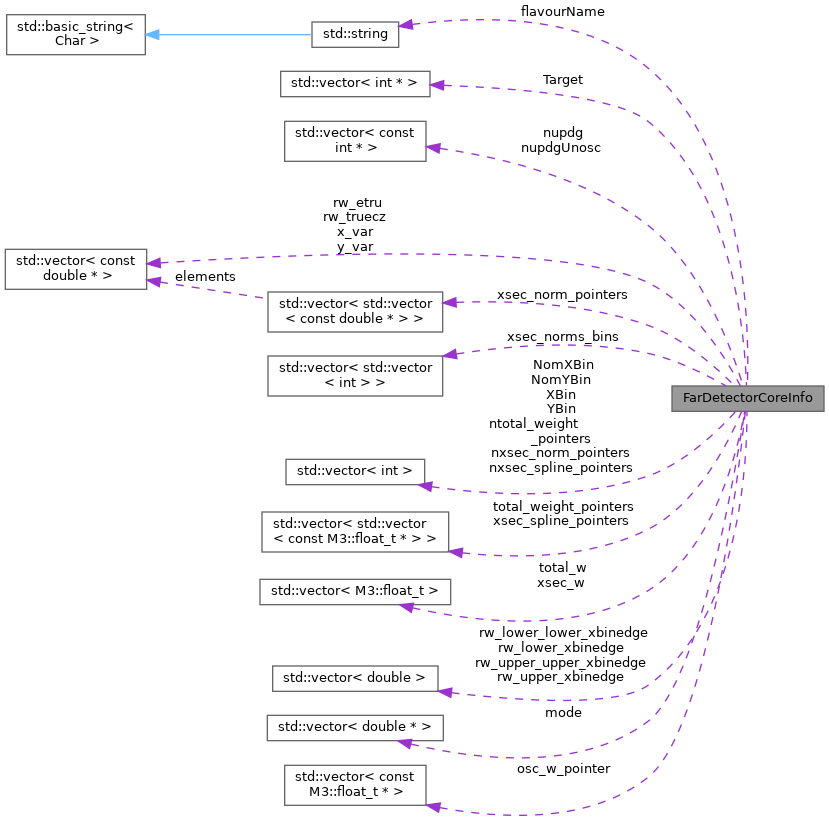 flavourName
std::basic_string<
Char >
std::string
std::vector< int * >
Target
std::vector< const
int * >
nupdg
nupdgUnosc
rw_etru
rw_truecz
x_var
y_var
std::vector< const
double * >
elements
std::vector< std::vector
< const double * > >
xsec_norm_pointers
xsec_norms_bins
std::vector< std::vector
< int > >
NomXBin
NomYBin
XBin
YBin
ntotal_weight
_pointers
nxsec_norm_pointers
nxsec_spline_pointers
FarDetectorCoreInfo
std::vector< int >
total_weight_pointers
xsec_spline_pointers
std::vector< std::vector
< const M3::float_t * > >
total_w
xsec_w
std::vector< M3::float_t >
rw_lower_lower_xbinedge
rw_lower_xbinedge
rw_upper_upper_xbinedge
rw_upper_xbinedge
std::vector< double >
mode
std::vector< double * >
osc_w_pointer
std::vector< const
M3::float_t * >